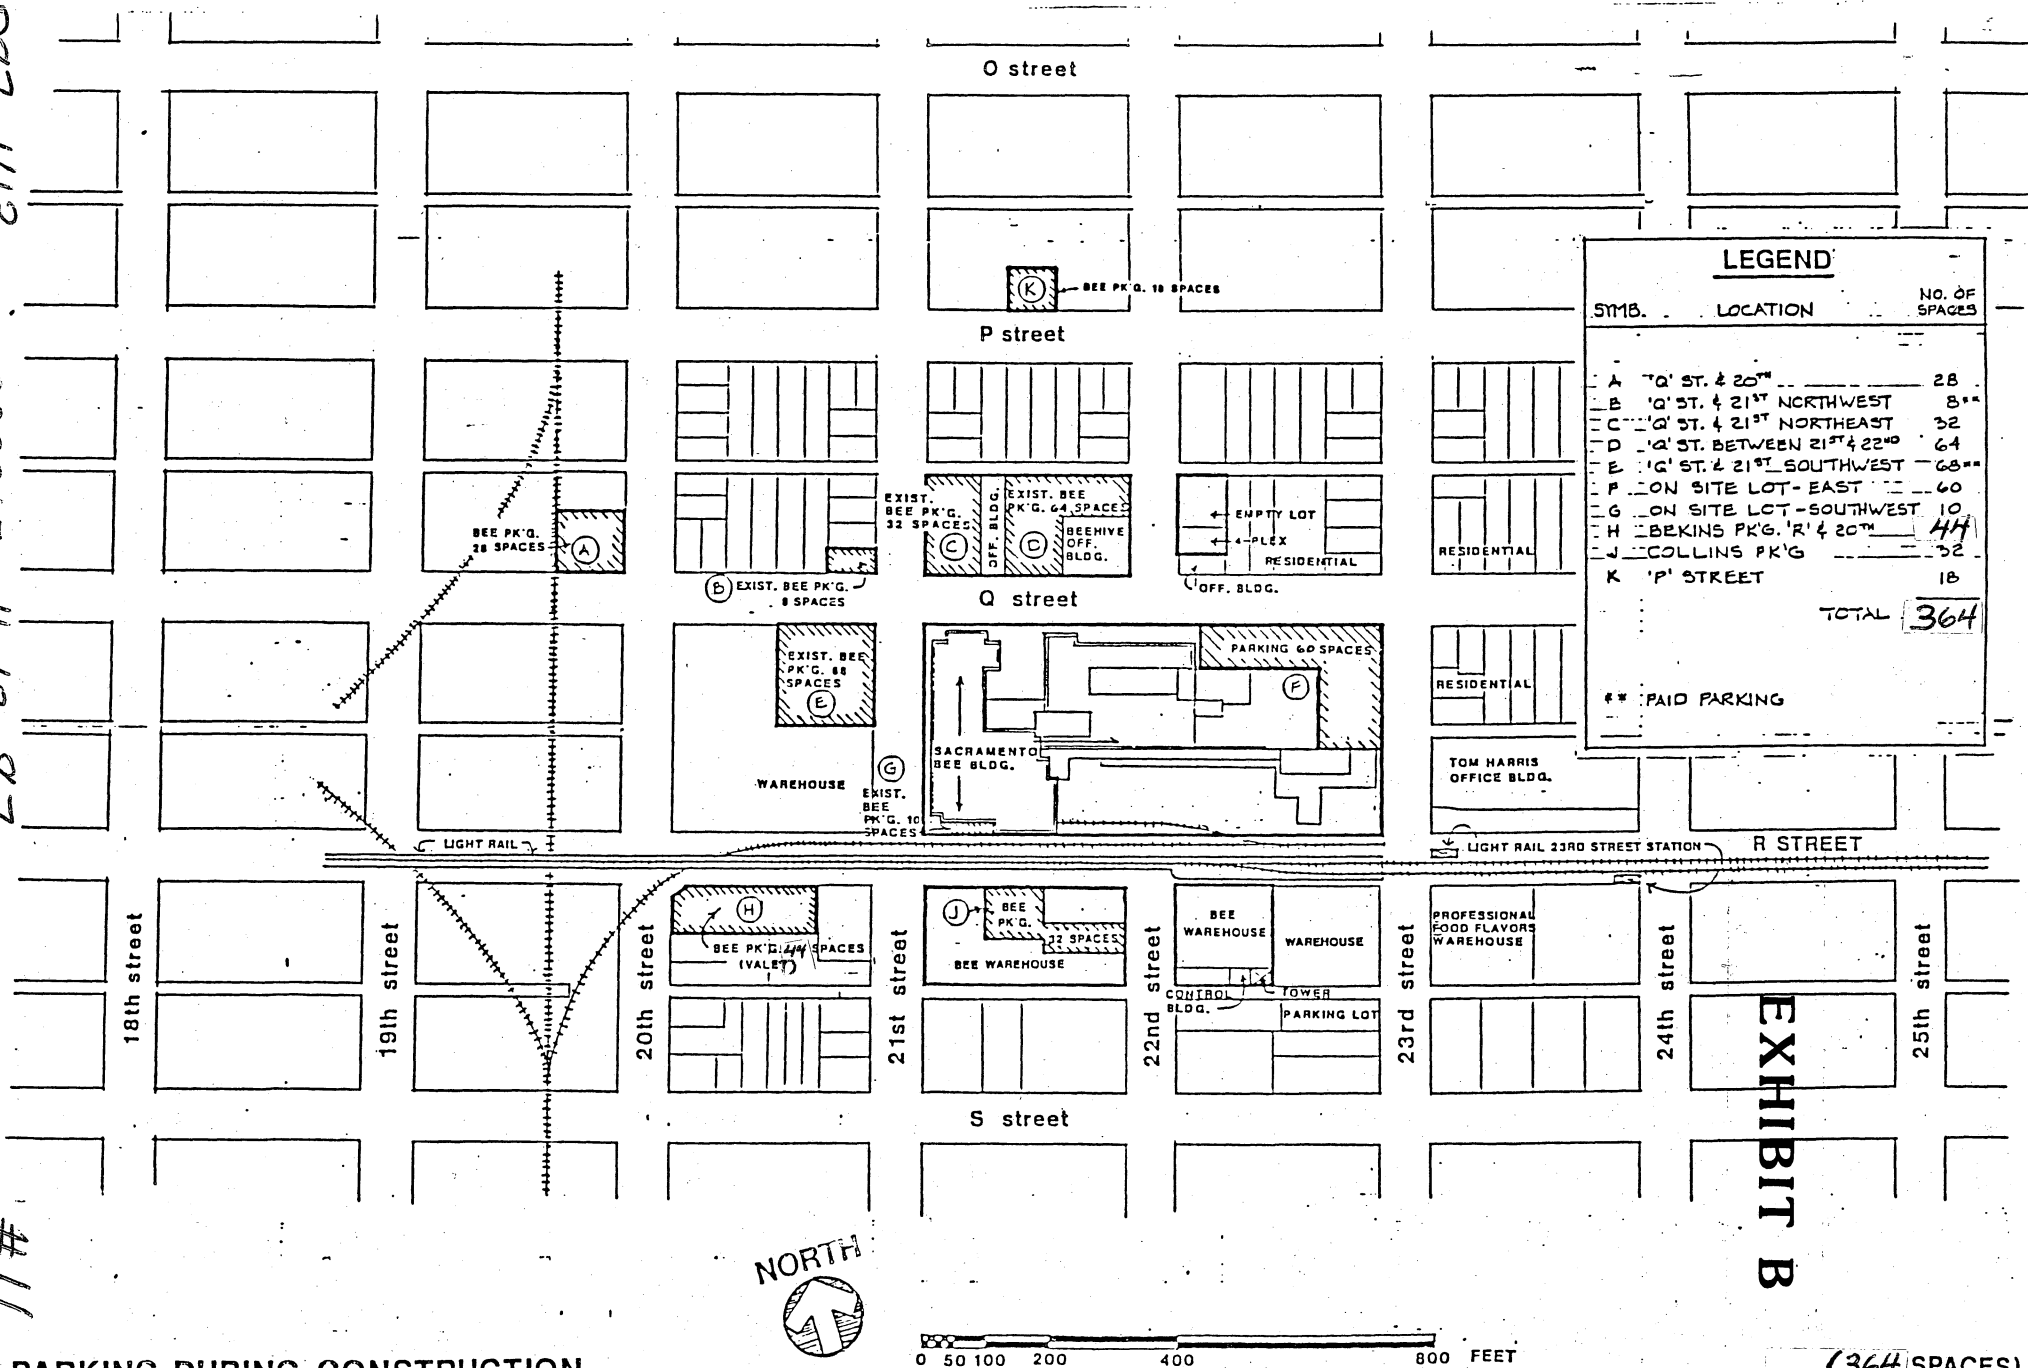 O street
K
BEE PK'G. 18 SPACES
P street
LEGEND
SYMB. LOCATION NO. OF SPACES
A 'Q' ST. & 20TH 28
B 'Q' ST. & 21ST NORTHWEST 8**
C 'Q' ST. & 21ST NORTHEAST 32
D 'Q' ST. BETWEEN 21ST & 22ND 64
E 'Q' ST. & 21ST SOUTHWEST 68**
F ON SITE LOT-EAST 60
G ON SITE LOT-SOUTHWEST 10
H BEKINS PK'G. 'R' & 20TH 44
J COLLINS PK'G 32
K 'P' STREET 18
TOTAL 364
** PAID PARKING
BEE PK'G.
28 SPACES
A
EXIST.
BEE PK'G.
32 SPACES
C
OFF. BLDG.
EXIST. BEE
PK'G. 64 SPACES
D
BEEHIVE
OFF.
BLDG.
EMPTY LOT
4-PLEX
RESIDENTIAL
OFF. BLDG.
RESIDENTIAL
B
EXIST. BEE PK'G.
8 SPACES
Q street
EXIST. BEE
PK'G. 68
SPACES
E
PARKING 60 SPACES
F
RESIDENTIAL
SACRAMENTO
BEE BLDG.
WAREHOUSE
G
EXIST.
BEE
PK'G. 10
SPACES
TOM HARRIS
OFFICE BLDG.
LIGHT RAIL
LIGHT RAIL 23RD STREET STATION
R STREET
H
BEE PK'G. 44 SPACES
(VALET)
J
BEE
PK'G.
32 SPACES
BEE WAREHOUSE
BEE
WAREHOUSE
WAREHOUSE
CONTROL
BLDG.
TOWER
PARKING LOT
PROFESSIONAL
FOOD FLAVORS
WAREHOUSE
18th street
19th street
20th street
21st street
22nd street
23rd street
24th street
25th street
S street
EXHIBIT B
NORTH
0 50 100 200 400 800 FEET
PARKING DURING CONSTRUCTION
(364 SPACES)